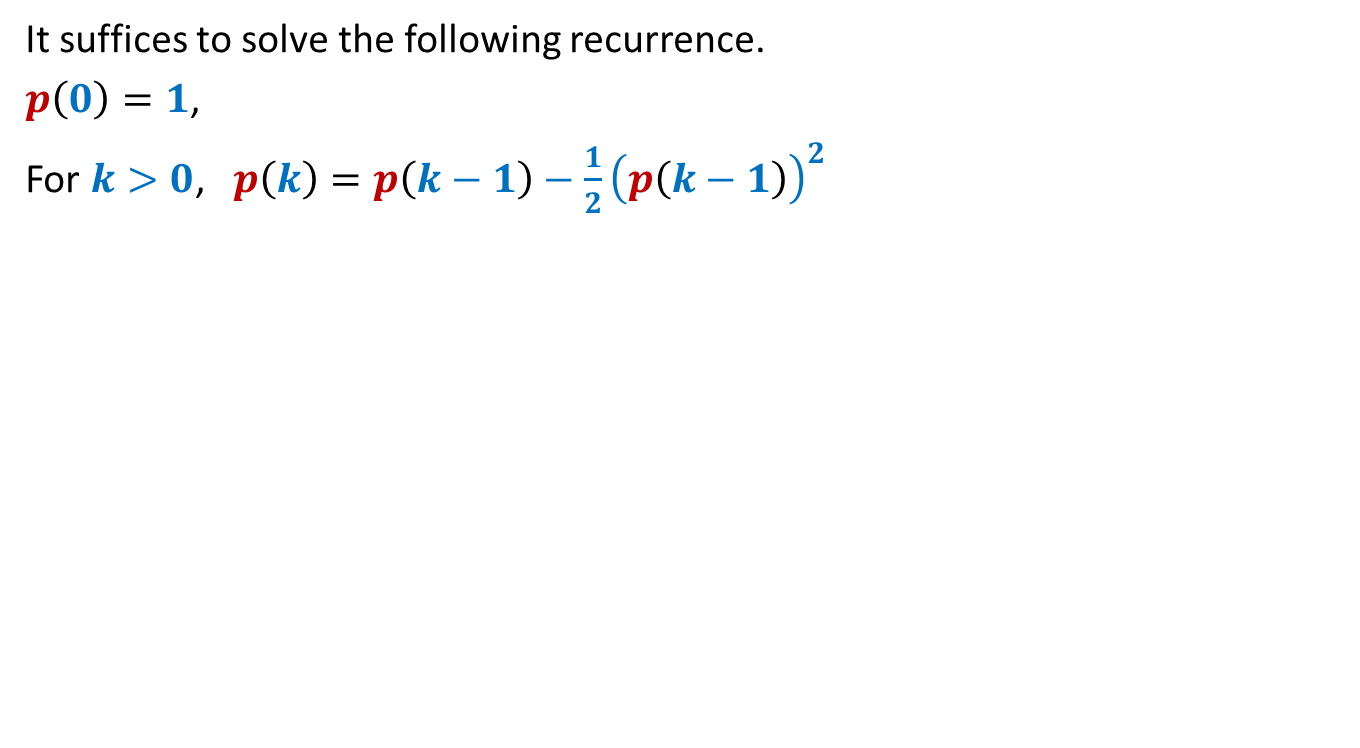 It suffices to solve the following recurrence.
p(0) = 1,
For k > 0, p(k) = p(k − 1) − ½(p(k − 1))²